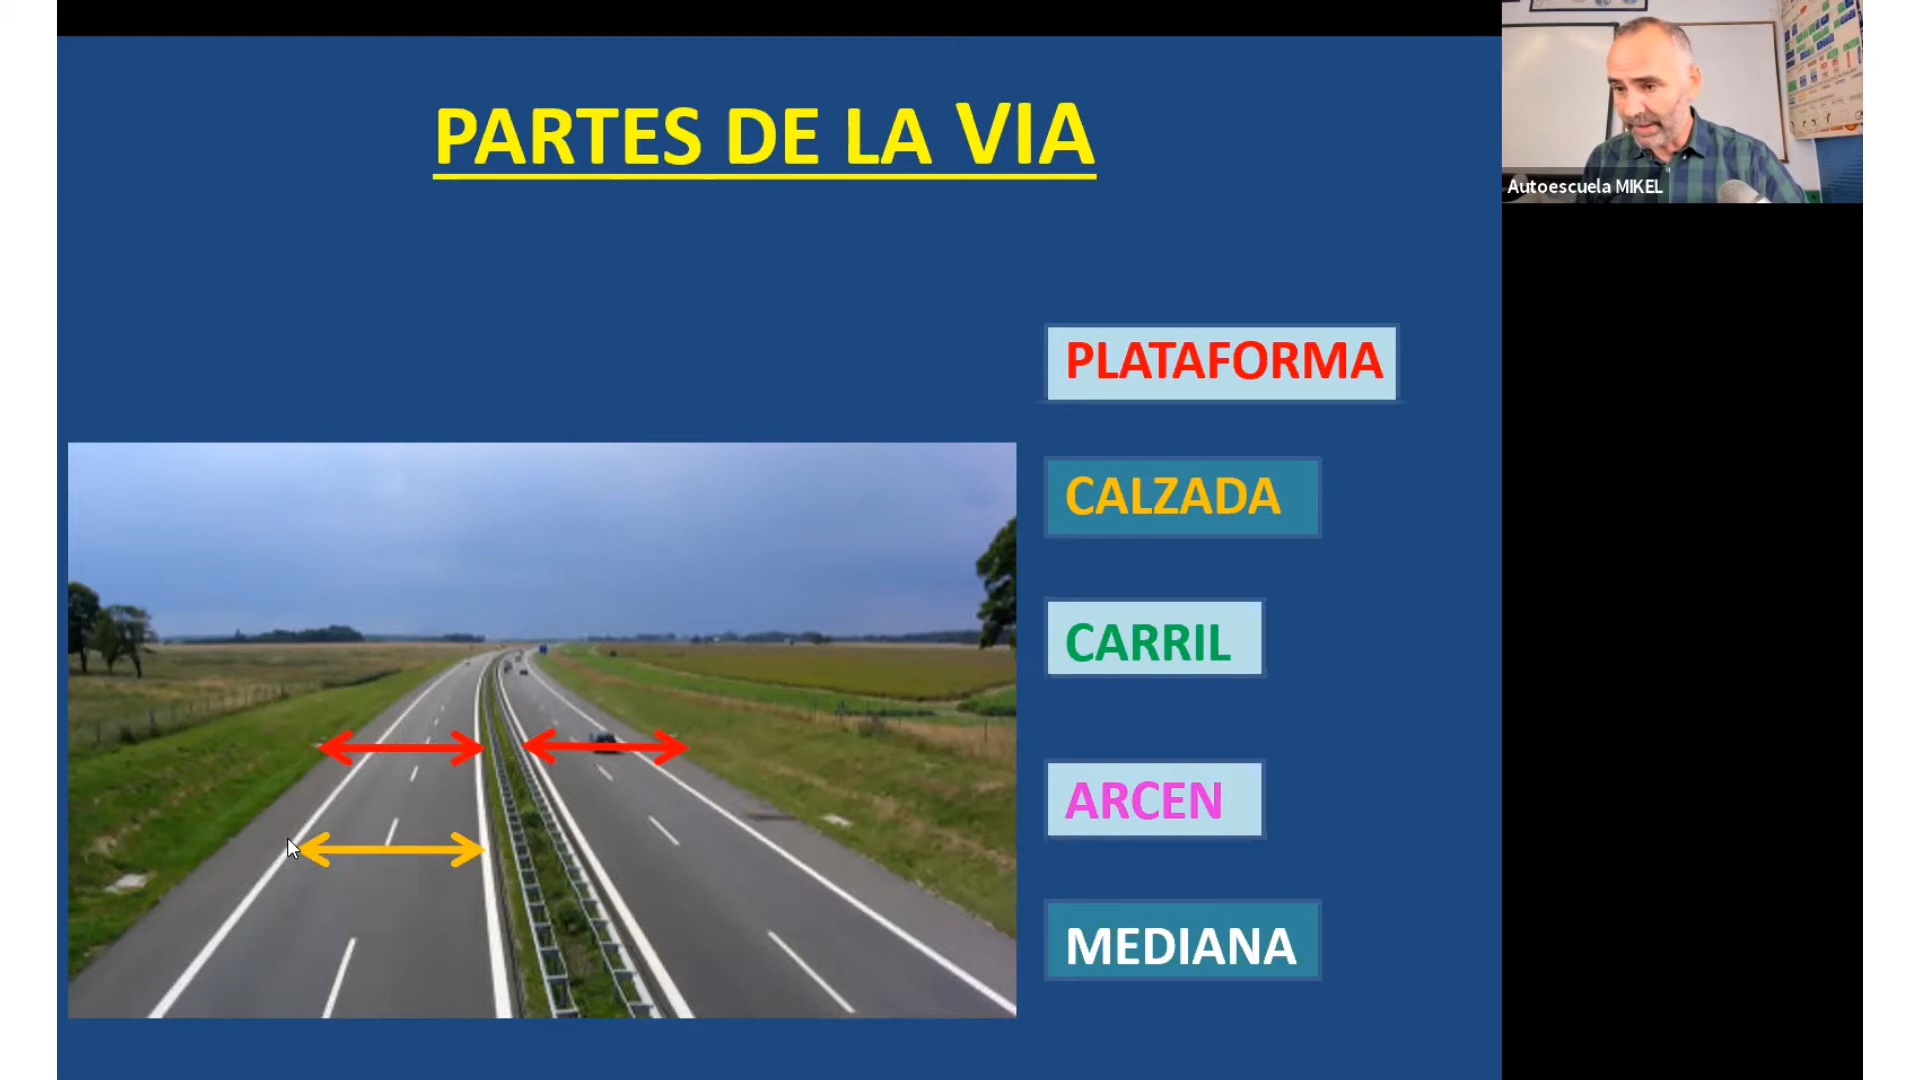 PARTES DE LA VIA
Autoescuela MIKEL
PLATAFORMA
CALZADA
CARRIL
ARCEN
MEDIANA